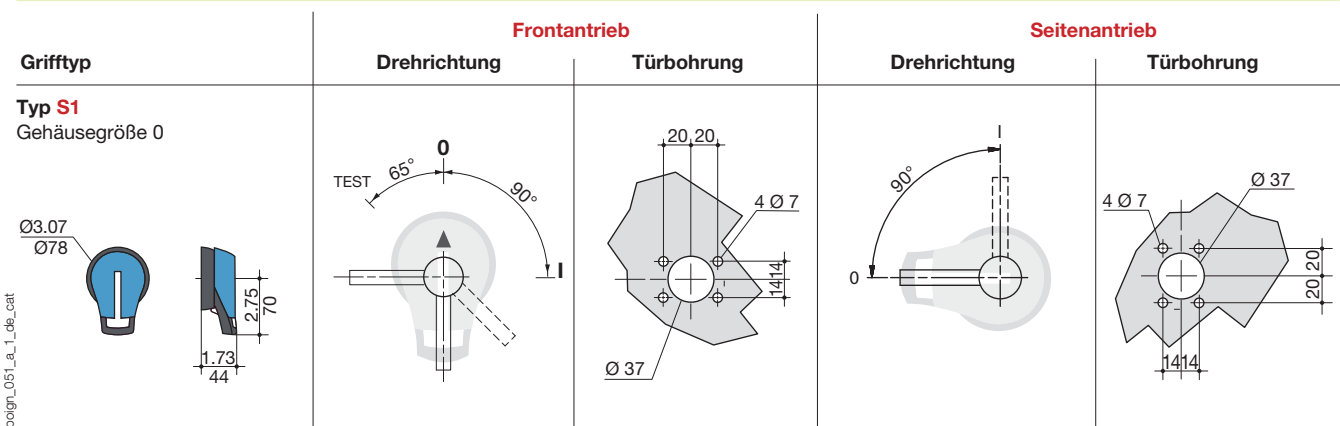 Frontantrieb
Seitenantrieb
Grifftyp
Drehrichtung
Türbohrung
Drehrichtung
Türbohrung
Typ S1
Gehäusegröße 0
Ø3.07
Ø78
2.75
70
1.73
44
0
TEST
65°
90°
I
20 20
4 Ø 7
14 14
Ø 37
I
90°
0
Ø 37
4 Ø 7
20
20
14 14
poign_051_a_1_de_cat